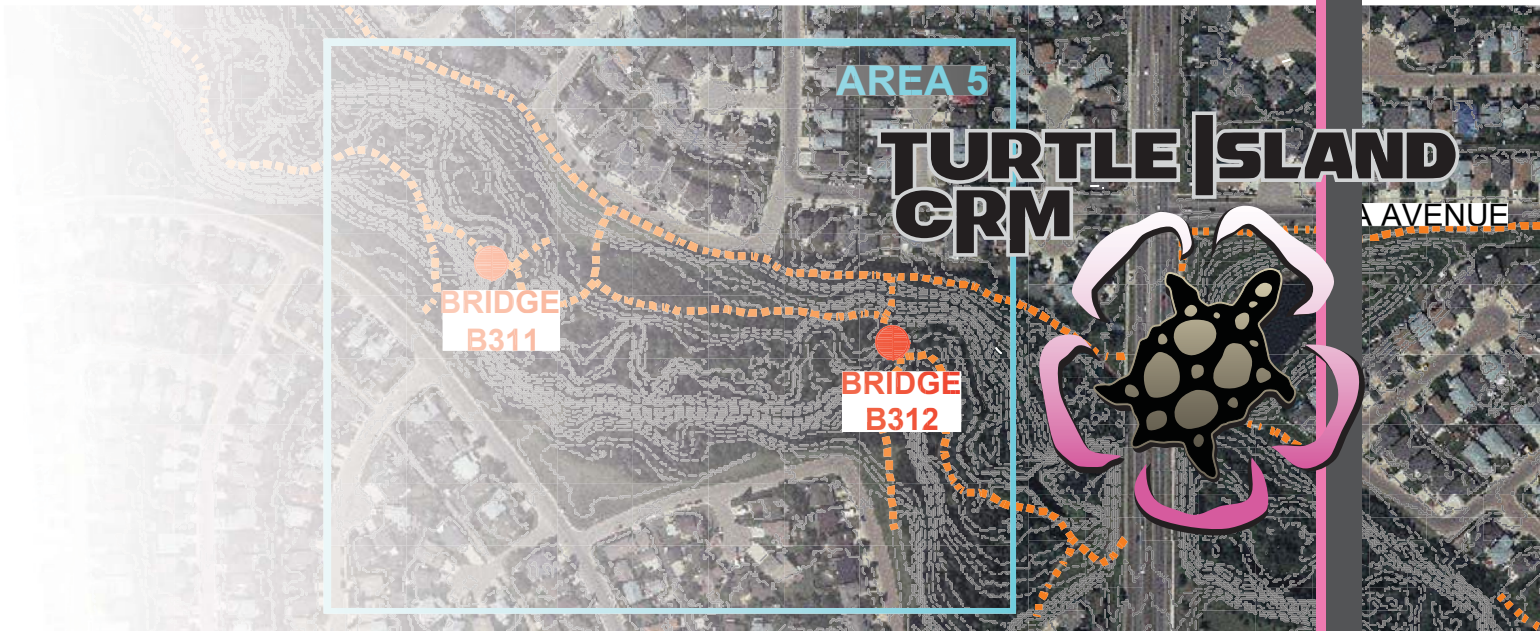 AREA 5
TURTLE ISLAND
CRM
A AVENUE
BRIDGE
B311
BRIDGE
B312